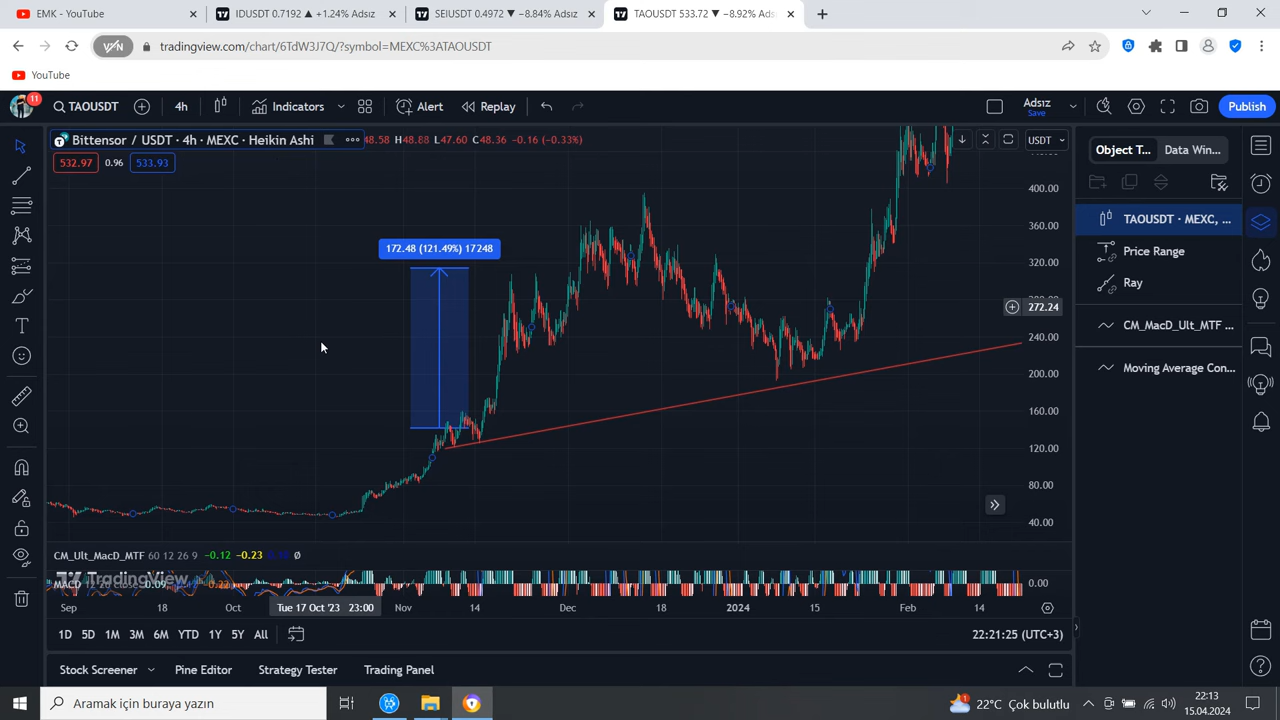 EMK - YouTube
IDUSDT 0.7192 ▲ +1.24% Adsız
SEIUSDT 0.4972 ▼ −8.84% Adsız
TAOUSDT 533.72 ▼ −8.92% Adsız
VPN
tradingview.com/chart/6TdW3J7Q/?symbol=MEXC%3ATAOUSDT
YouTube
11
TAOUSDT
4h
Indicators
Alert
Replay
Adsız
Save
Publish
Bittensor / USDT · 4h · MEXC · Heikin Ashi
48.58 H48.88 L47.60 C48.36 −0.16 (−0.33%)
USDT
532.97
0.96
533.93
Object T...
Data Win...
TAOUSDT · MEXC, ...
Price Range
Ray
CM_MacD_Ult_MTF ...
Moving Average Con...
172.48 (121.49%) 17248
400.00
360.00
320.00
272.24
240.00
200.00
160.00
120.00
80.00
40.00
CM_Ult_MacD_MTF 60 12 26 9 −0.12 −0.23
TradingView
0.00
Sep
18
Oct
Tue 17 Oct '23 23:00
Nov
14
Dec
18
2024
15
Feb
14
1D 5D 1M 3M 6M YTD 1Y 5Y All
22:21:25 (UTC+3)
Stock Screener
Pine Editor
Strategy Tester
Trading Panel
Aramak için buraya yazın
22°C Çok bulutlu
22:13
15.04.2024